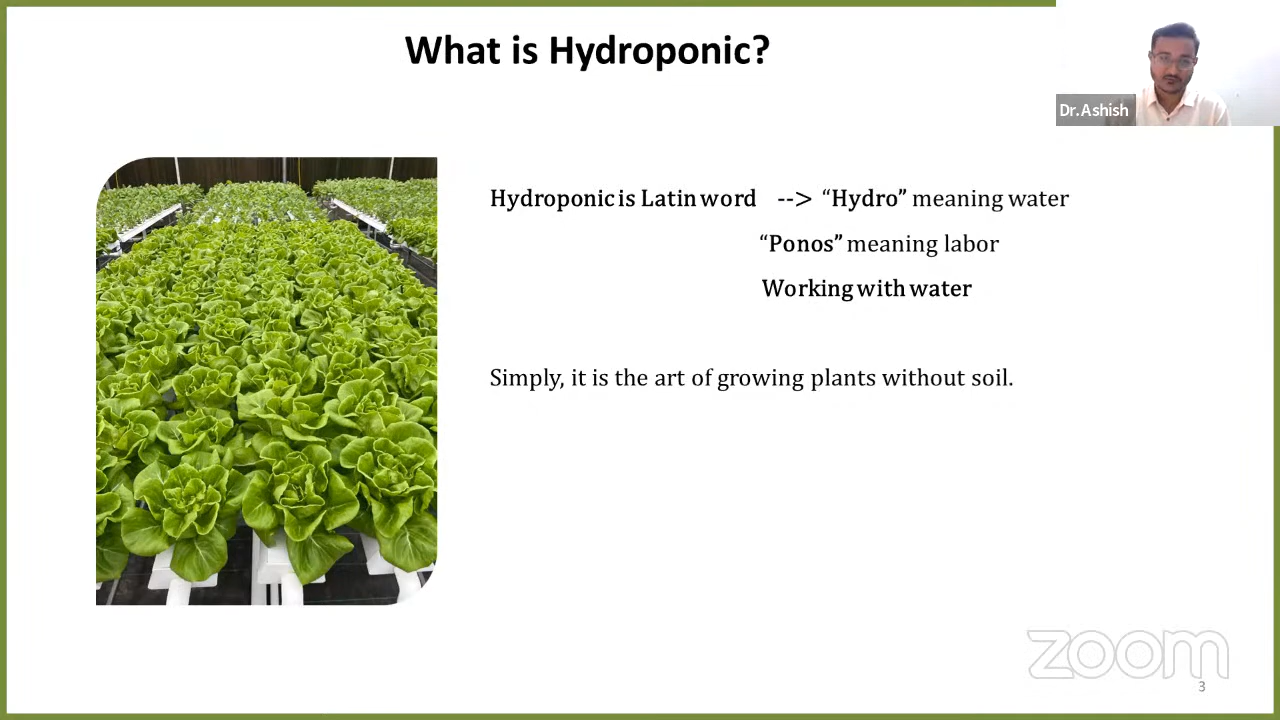 What is Hydroponic?
Dr.Ashish
Hydroponic is Latin word --> “Hydro” meaning water
“Ponos” meaning labor
Working with water
Simply, it is the art of growing plants without soil.
zoom
3